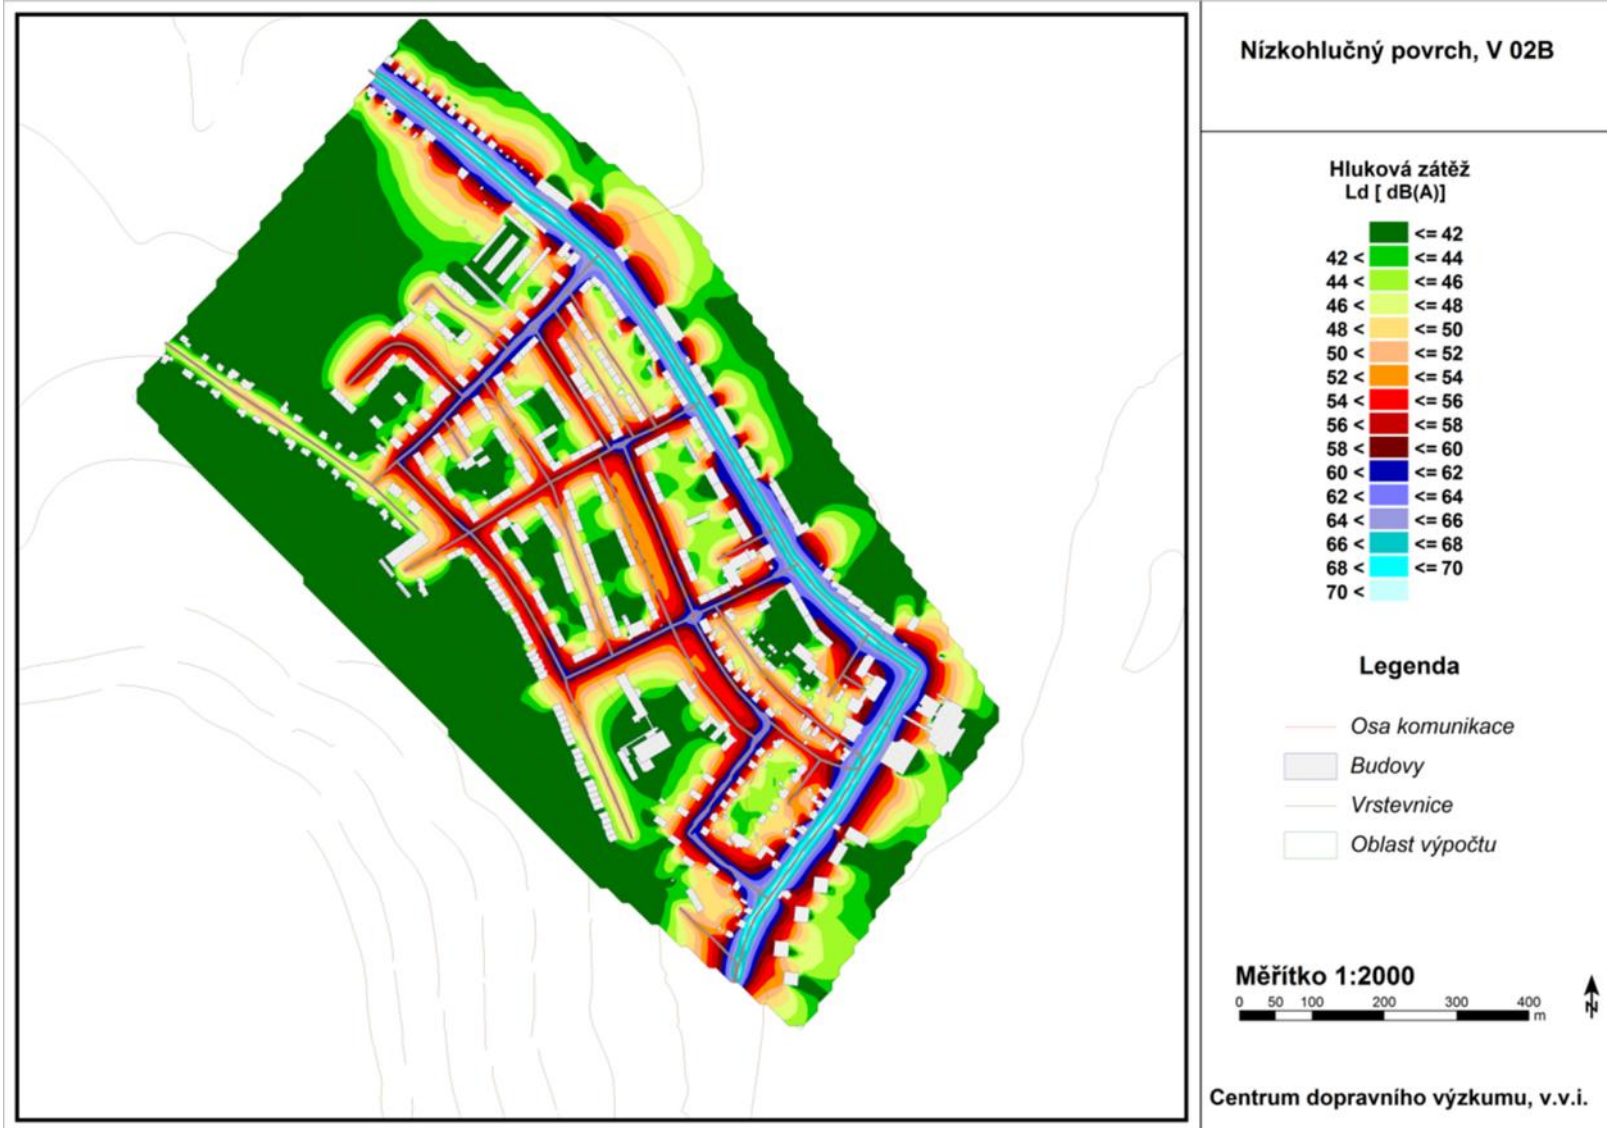 Nízkohlučný povrch, V 02B
Hluková zátěž
Ld [ dB(A)]
<= 42
42 < <= 44
44 < <= 46
46 < <= 48
48 < <= 50
50 < <= 52
52 < <= 54
54 < <= 56
56 < <= 58
58 < <= 60
60 < <= 62
62 < <= 64
64 < <= 66
66 < <= 68
68 < <= 70
70 <
Legenda
Osa komunikace
Budovy
Vrstevnice
Oblast výpočtu
Měřítko 1:2000
0 50 100 200 300 400
m
N
Centrum dopravního výzkumu, v.v.i.